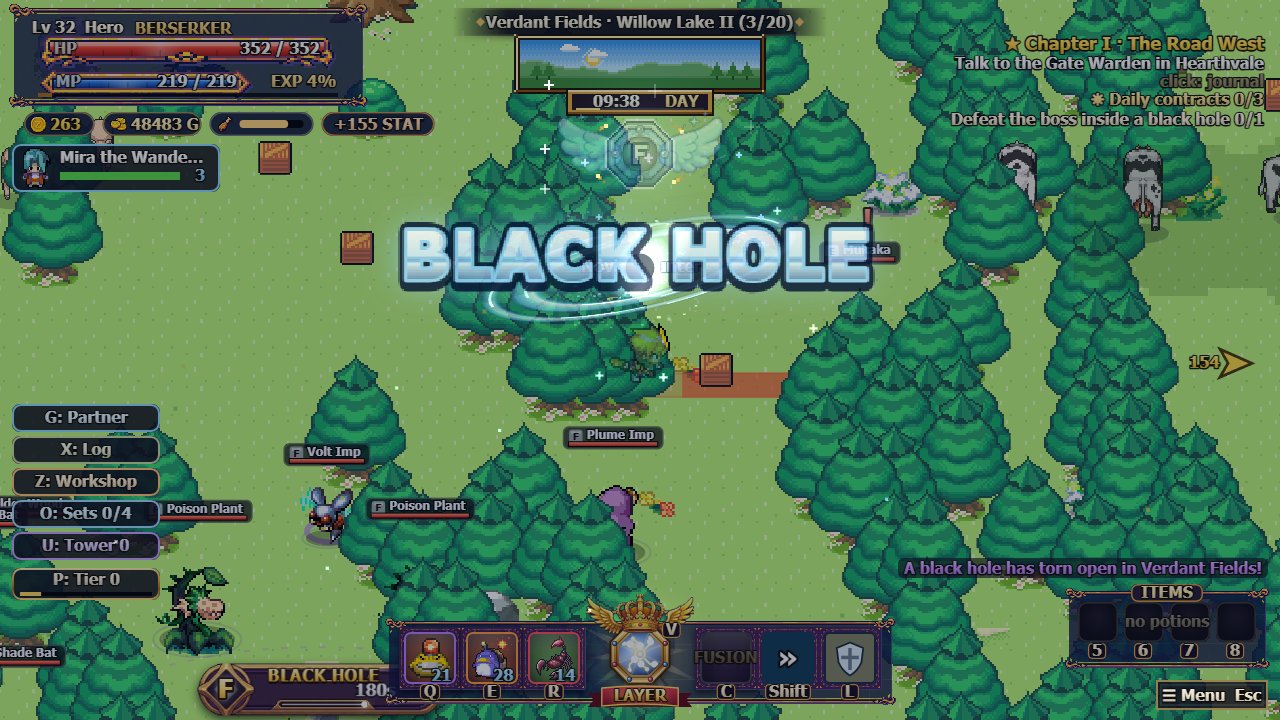 Lv 32 Hero BERSERKER
HP 352 / 352
MP 219 / 219 EXP 4%
263 48483 G +155 STAT
Mira the Wande... 3
Verdant Fields · Willow Lake II (3/20)
09:38 DAY
F
Chapter I · The Road West
Talk to the Gate Warden in Hearthvale
click: journal
Daily contracts 0/3
Defeat the boss inside a black hole 0/1
BLACK HOLE
154
F Plume Imp
F Volt Imp
F Poison Plant
Poison Plant
Shade Bat
G: Partner
X: Log
Z: Workshop
O: Sets 0/4
U: Tower 0
P: Tier 0
A black hole has torn open in Verdant Fields!
ITEMS
no potions
5 6 7 8
F BLACK HOLE
180s
21 28 14
Q E R
V
LAYER
FUSION
C Shift L
Menu Esc